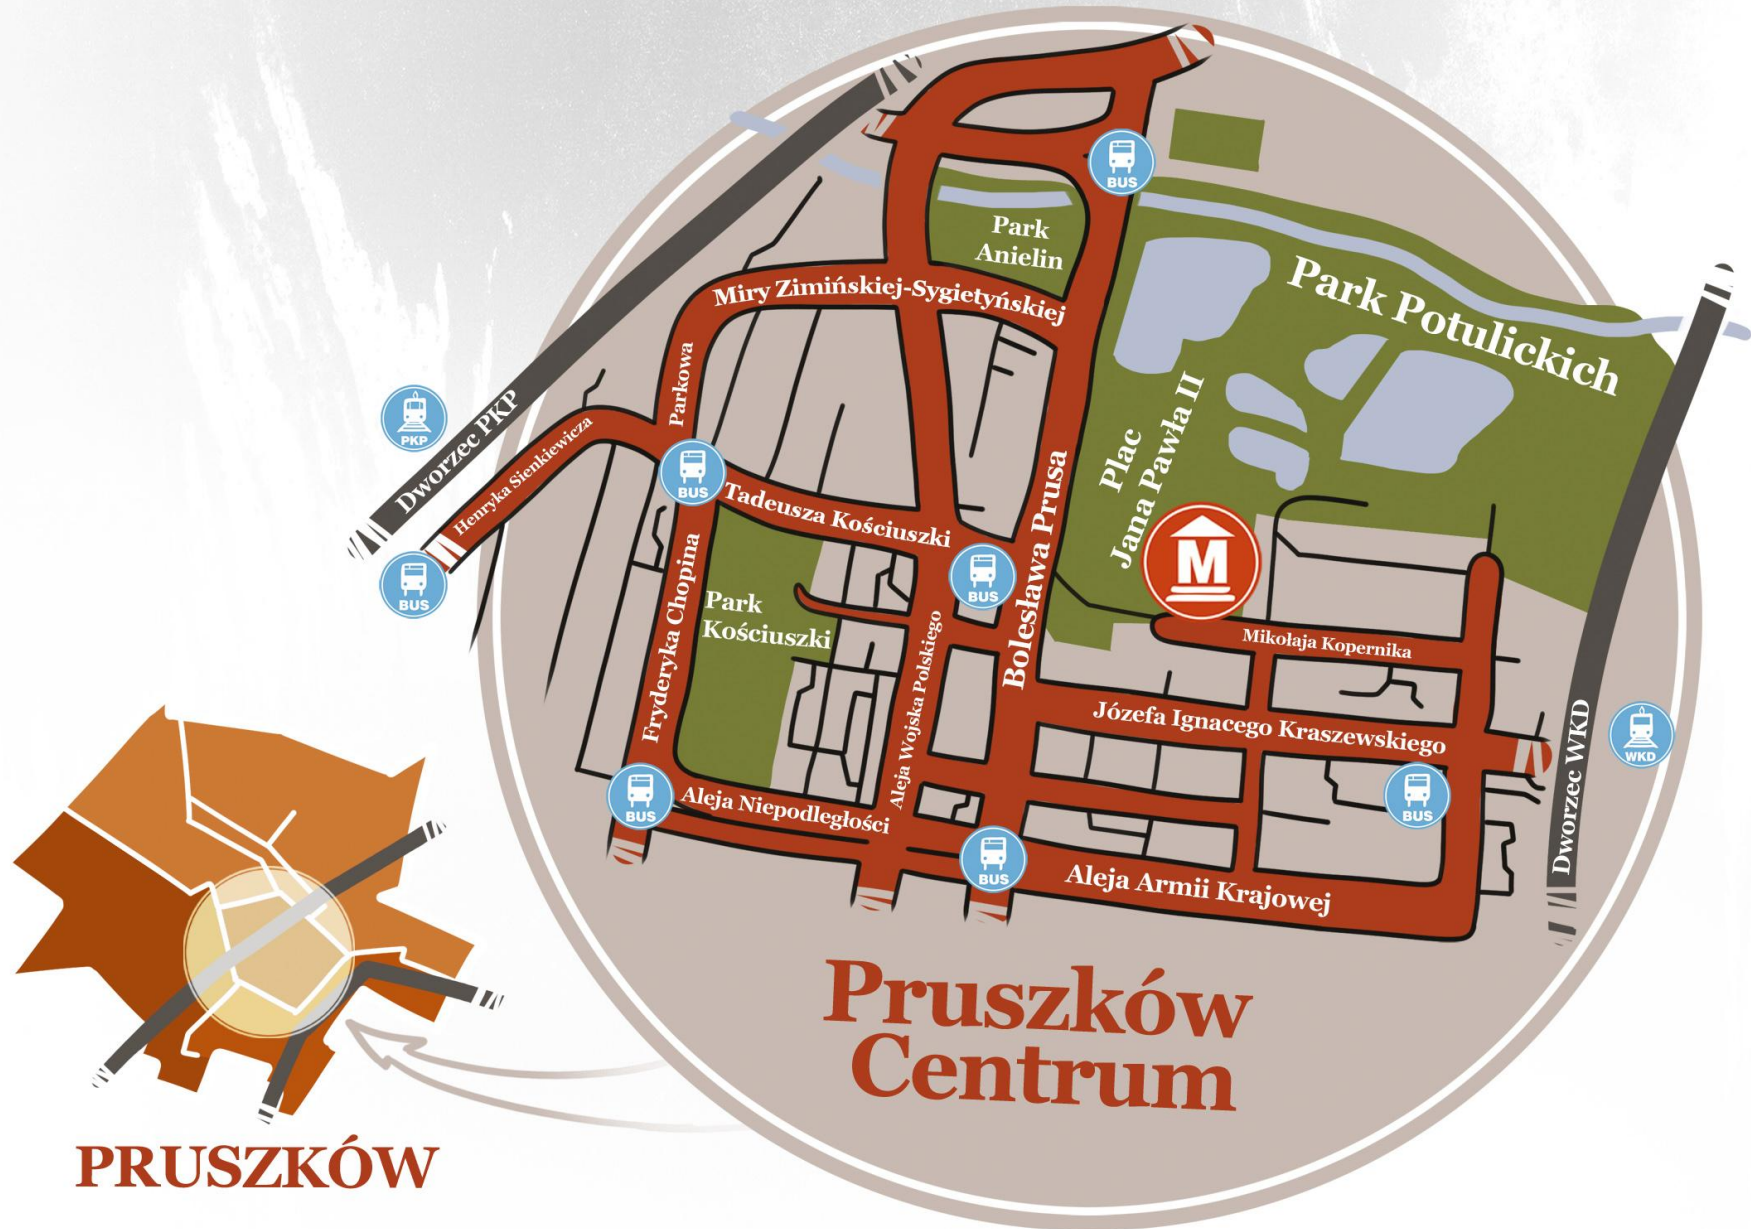 BUS
Park
Anielin
Miry Zimińskiej-Sygietyńskiej
Park Potulickich
Parkowa
PKP
Dworzec PKP
Henryka Sienkiewicza
BUS
BUS
Tadeusza Kościuszki
BUS
Bolesława Prusa
Plac
Jana Pawła II
M
Fryderyka Chopina
Park
Kościuszki
Aleja Wojska Polskiego
Mikołaja Kopernika
Józefa Ignacego Kraszewskiego
Dworzec WKD
WKD
BUS
BUS
Aleja Niepodległości
BUS
Aleja Armii Krajowej
Pruszków
Centrum
PRUSZKÓW